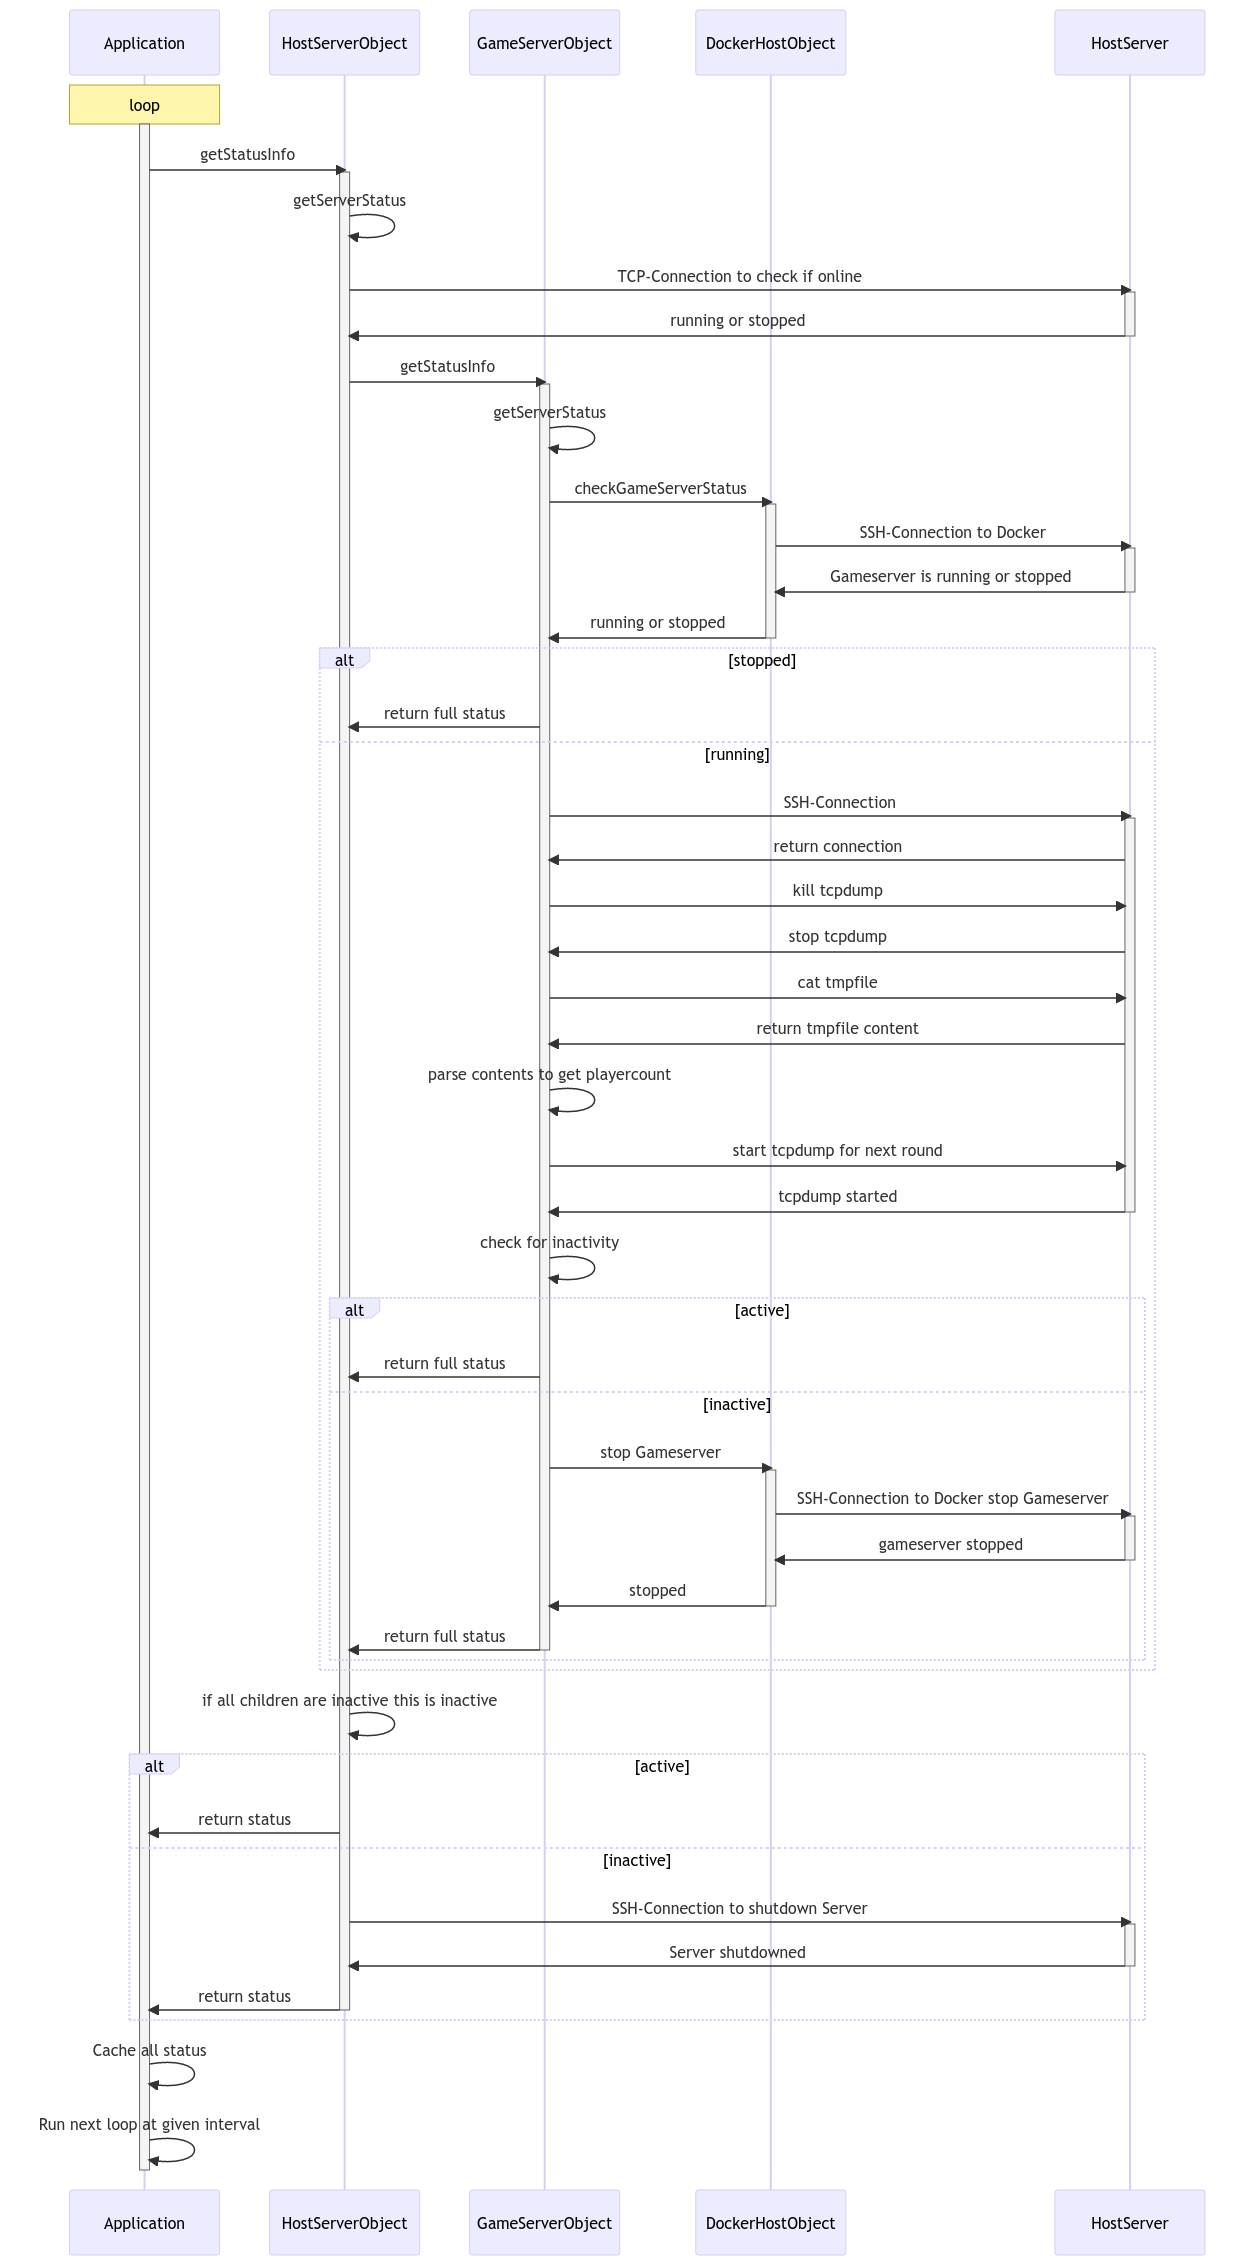 Application
HostServerObject
GameServerObject
DockerHostObject
HostServer
loop
getStatusInfo
getServerStatus
TCP-Connection to check if online
running or stopped
getStatusInfo
getServerStatus
checkGameServerStatus
SSH-Connection to Docker
Gameserver is running or stopped
running or stopped
alt
[stopped]
return full status
[running]
SSH-Connection
return connection
kill tcpdump
stop tcpdump
cat tmpfile
return tmpfile content
parse contents to get playercount
start tcpdump for next round
tcpdump started
check for inactivity
alt
[active]
return full status
[inactive]
stop Gameserver
SSH-Connection to Docker stop Gameserver
gameserver stopped
stopped
return full status
if all children are inactive this is inactive
alt
[active]
return status
[inactive]
SSH-Connection to shutdown Server
Server shutdowned
return status
Cache all status
Run next loop at given interval
Application
HostServerObject
GameServerObject
DockerHostObject
HostServer